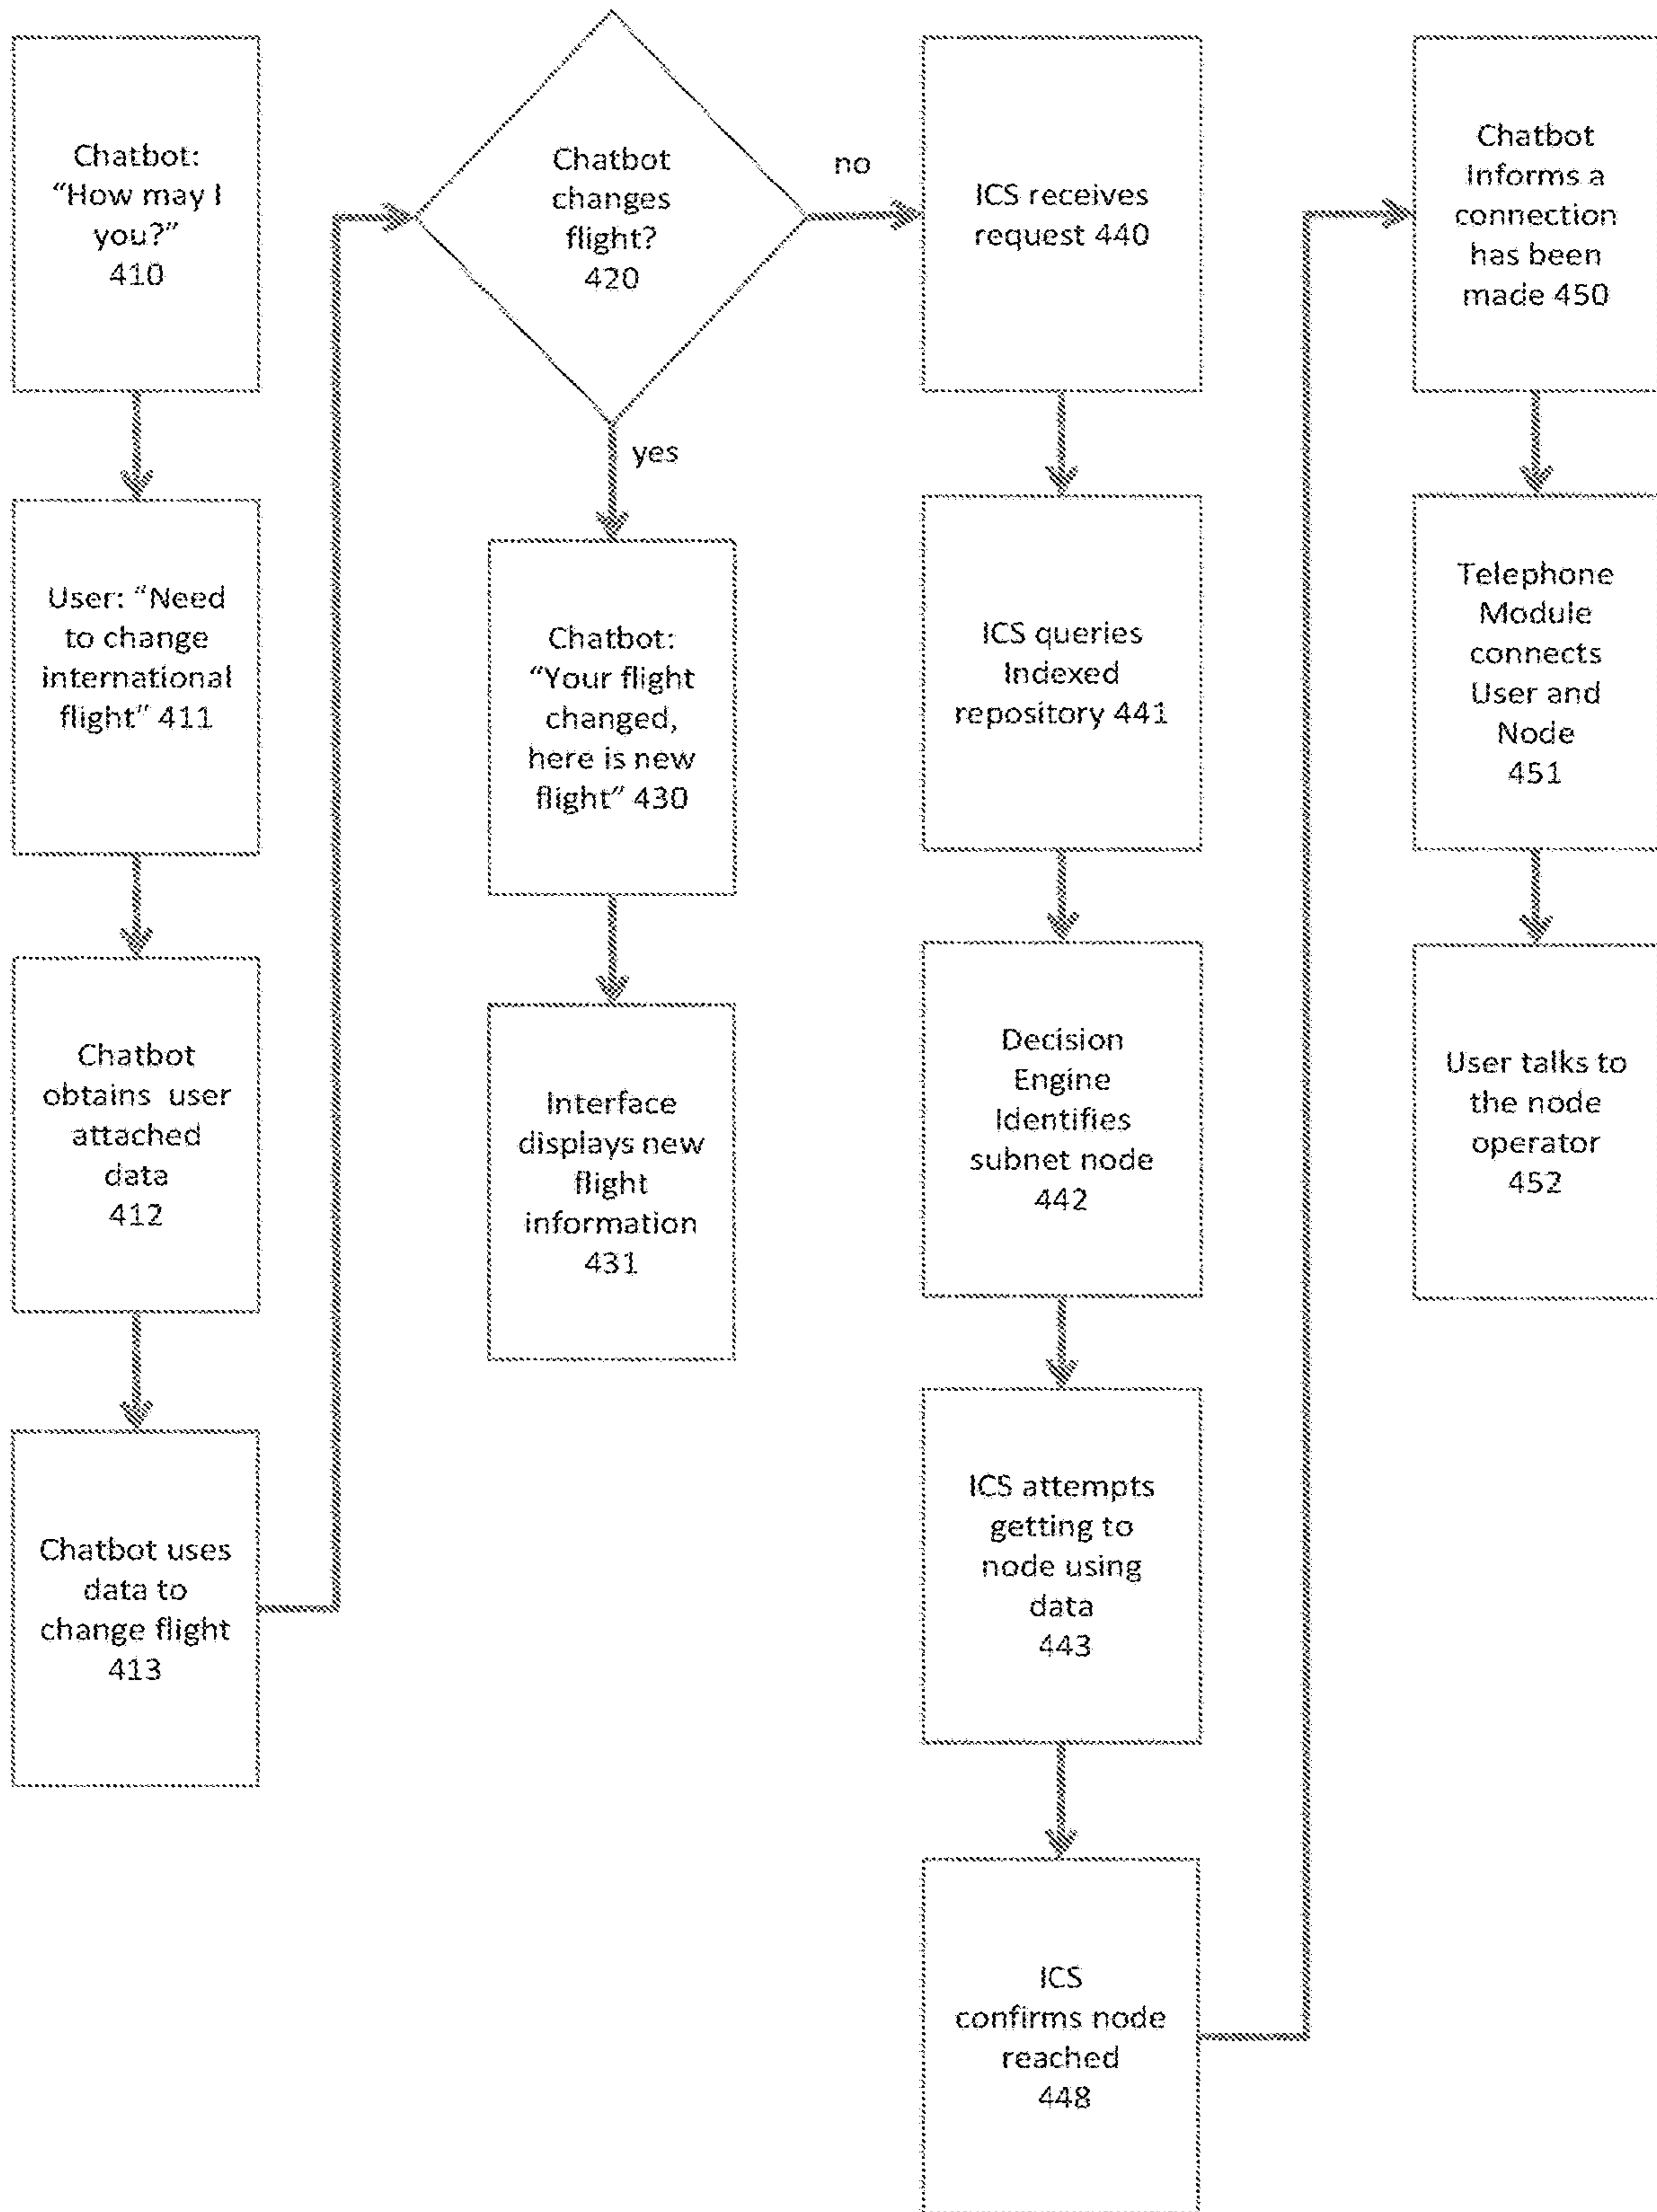 Chatbot:
“How may I
you?”
410
User: “Need
to change
international
flight” 411
Chatbot
obtains user
attached
data
412
Chatbot uses
data to
change flight
413
Chatbot
changes
flight?
420
no
yes
Chatbot:
“Your flight
changed,
here is new
flight” 430
Interface
displays new
flight
information
431
ICS receives
request 440
ICS queries
Indexed
repository 441
Decision
Engine
Identifies
subnet node
442
ICS attempts
getting to
node using
data
443
ICS
confirms node
reached
448
Chatbot
Informs a
connection
has been
made 450
Telephone
Module
connects
User and
Node
451
User talks to
the node
operator
452